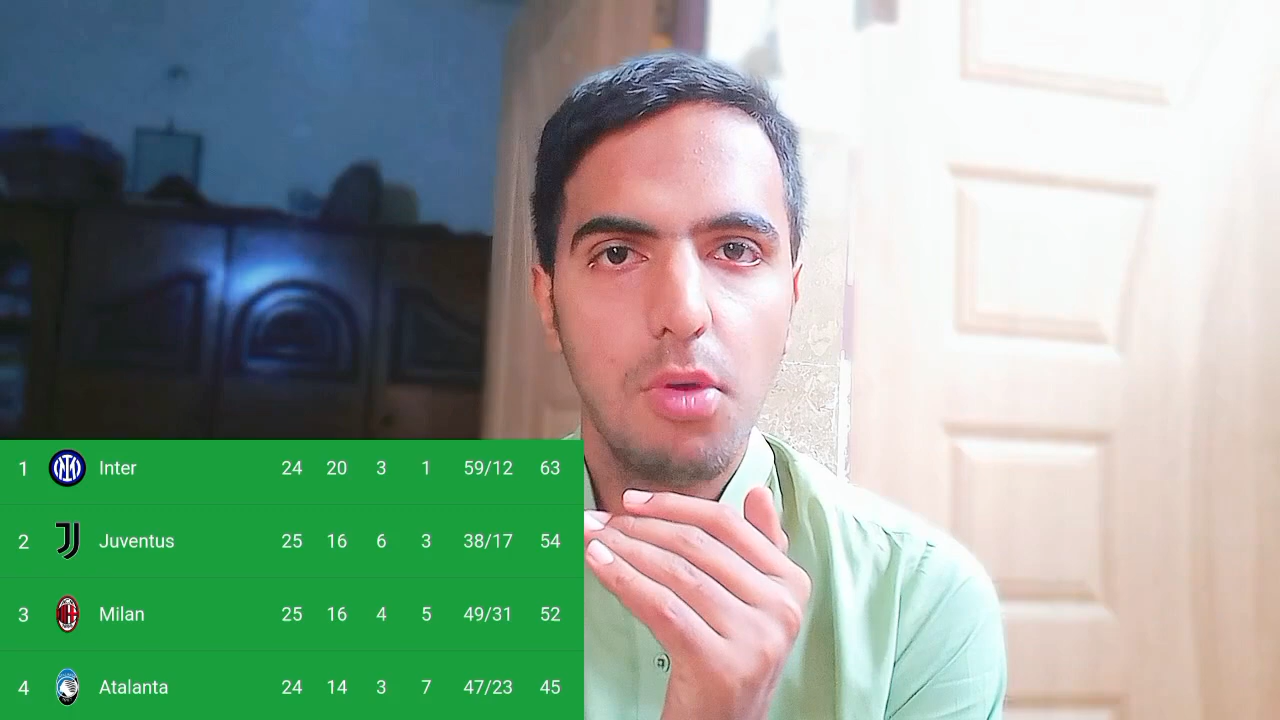 1 Inter 24 20 3 1 59/12 63
2 Juventus 25 16 6 3 38/17 54
3 Milan 25 16 4 5 49/31 52
4 Atalanta 24 14 3 7 47/23 45